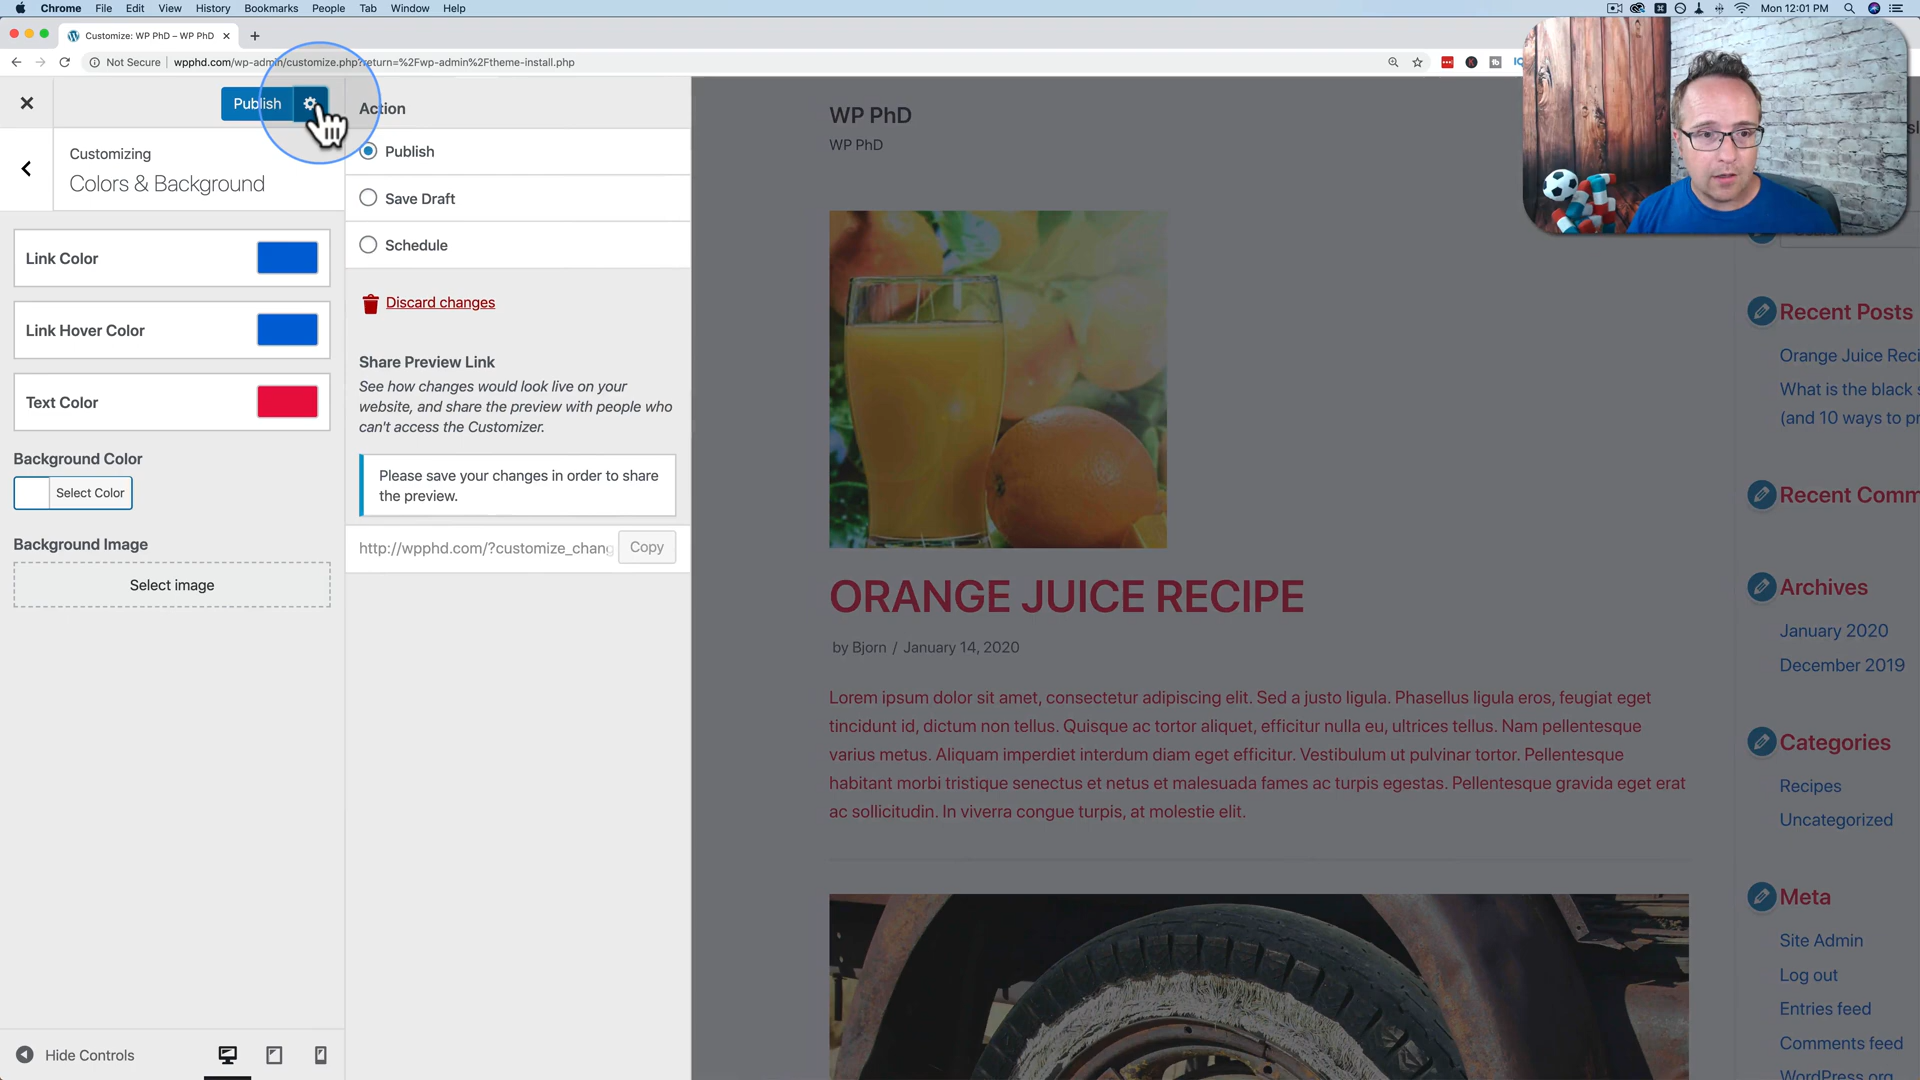 Chrome File Edit View History Bookmarks People Tab Window Help
Mon 12:01 PM
Customize: WP PhD – WP PhD
Not Secure wpphd.com/wp-admin/customize.php?return=%2Fwp-admin%2Ftheme-install.php
Publish
Customizing
Colors & Background
Link Color
Link Hover Color
Text Color
Background Color
Select Color
Background Image
Select image
Hide Controls
Action
Publish
Save Draft
Schedule
Discard changes
Share Preview Link
See how changes would look live on your
website, and share the preview with people who
can't access the Customizer.
Please save your changes in order to share
the preview.
http://wpphd.com/?customize_chang
Copy
WP PhD
WP PhD
ORANGE JUICE RECIPE
by Bjorn / January 14, 2020
Lorem ipsum dolor sit amet, consectetur adipiscing elit. Sed a justo ligula. Phasellus ligula eros, feugiat eget
tincidunt id, dictum non tellus. Quisque ac tortor aliquet, efficitur nulla eu, ultrices tellus. Nam pellentesque
varius metus. Aliquam imperdiet interdum diam eget efficitur. Vestibulum ut pulvinar tortor. Pellentesque
habitant morbi tristique senectus et netus et malesuada fames ac turpis egestas. Pellentesque gravida eget erat
ac sollicitudin. In viverra congue turpis, at molestie elit.
Recent Posts
Orange Juice Reci
What is the black s
(and 10 ways to pr
Recent Comm
Archives
January 2020
December 2019
Categories
Recipes
Uncategorized
Meta
Site Admin
Log out
Entries feed
Comments feed
WordPress.org